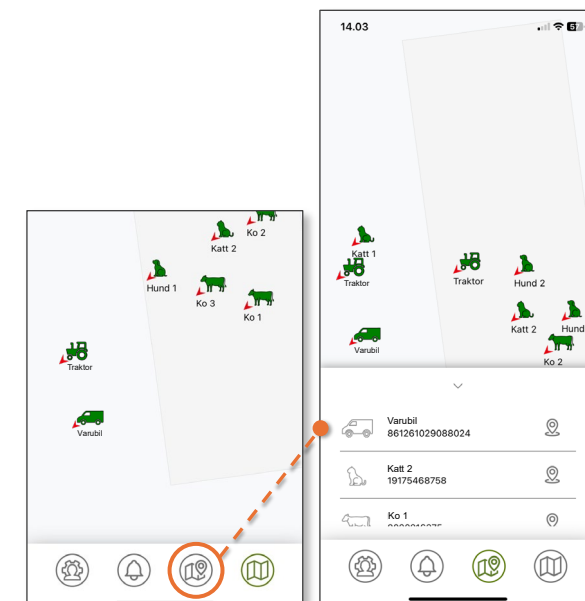 Ko 2
Katt 2
Hund 1
Ko 3
Ko 1
Traktor
Varubil
14.03
Katt 1
Traktor
Traktor
Hund 2
Katt 2
Hund
Varubil
Ko 2
Varubil
861261029088024
Katt 2
19175468758
Ko 1